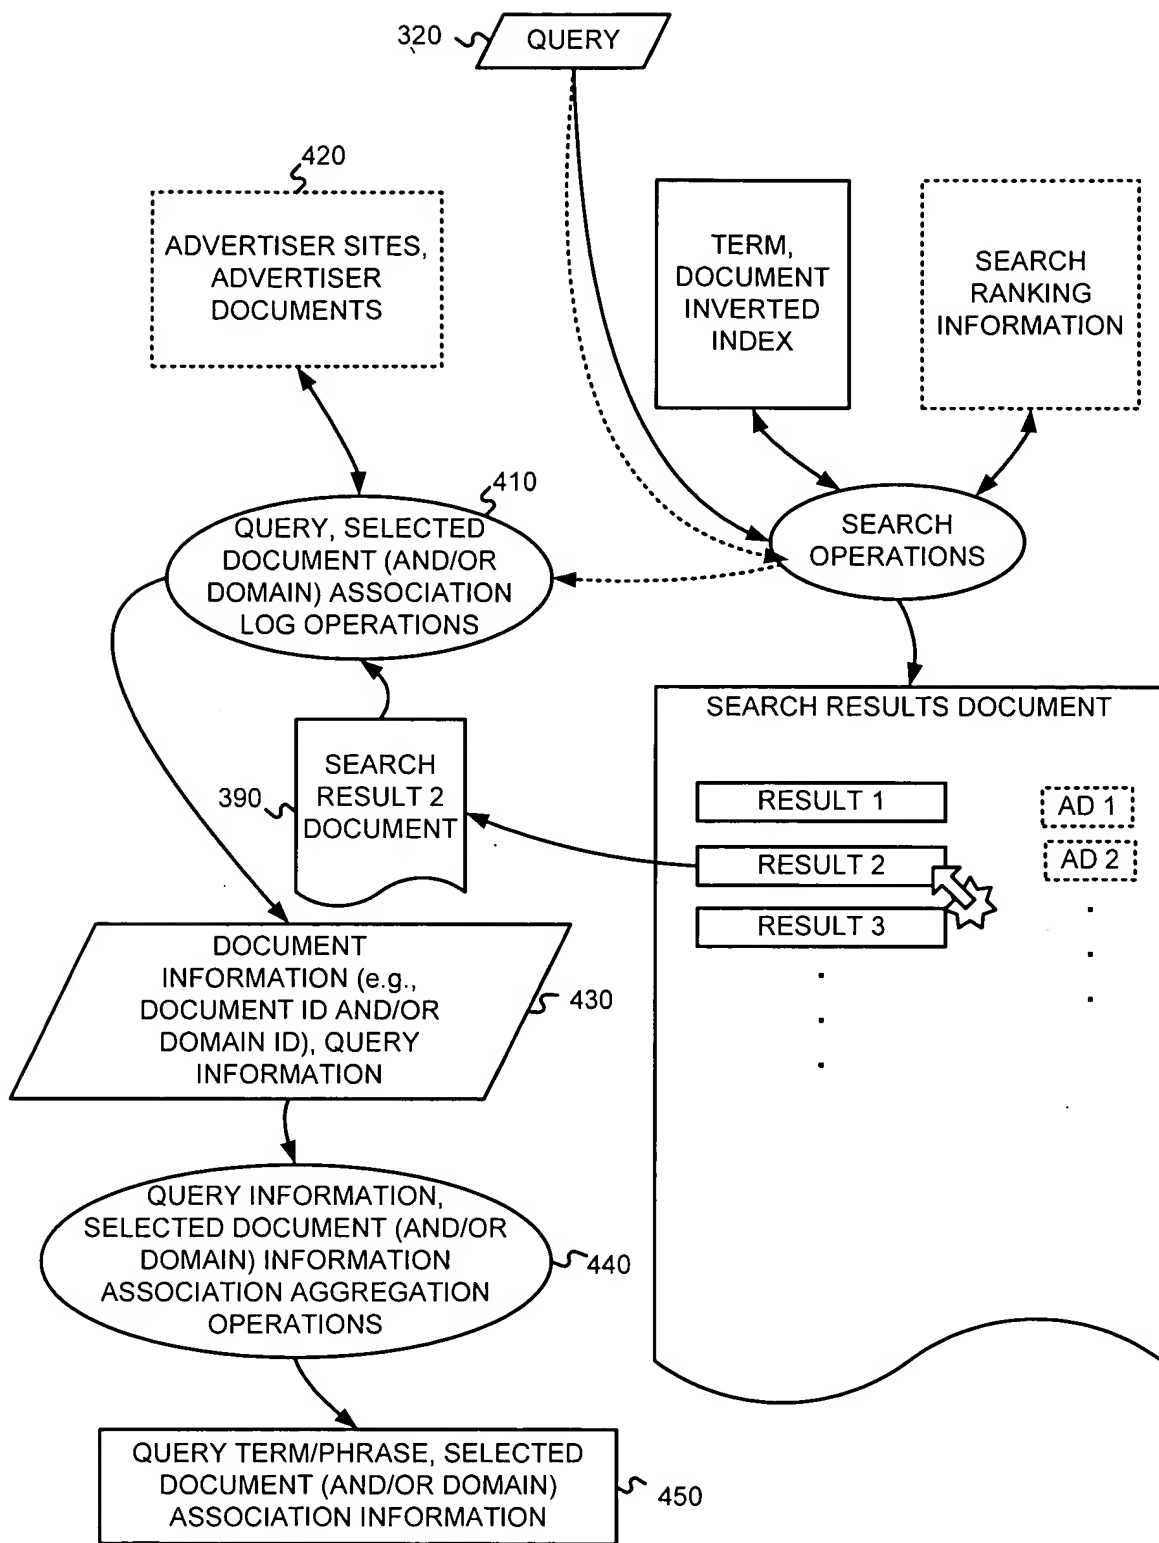 320
QUERY
420
ADVERTISER SITES,
ADVERTISER
DOCUMENTS
TERM,
DOCUMENT
INVERTED
INDEX
SEARCH
RANKING
INFORMATION
410
QUERY, SELECTED
DOCUMENT (AND/OR
DOMAIN) ASSOCIATION
LOG OPERATIONS
SEARCH
OPERATIONS
SEARCH RESULTS DOCUMENT
390
SEARCH
RESULT 2
DOCUMENT
RESULT 1
AD 1
RESULT 2
AD 2
RESULT 3
DOCUMENT
INFORMATION (e.g.,
DOCUMENT ID AND/OR
DOMAIN ID), QUERY
INFORMATION
430
QUERY INFORMATION,
SELECTED DOCUMENT (AND/OR
DOMAIN) INFORMATION
ASSOCIATION AGGREGATION
OPERATIONS
440
QUERY TERM/PHRASE, SELECTED
DOCUMENT (AND/OR DOMAIN)
ASSOCIATION INFORMATION
450